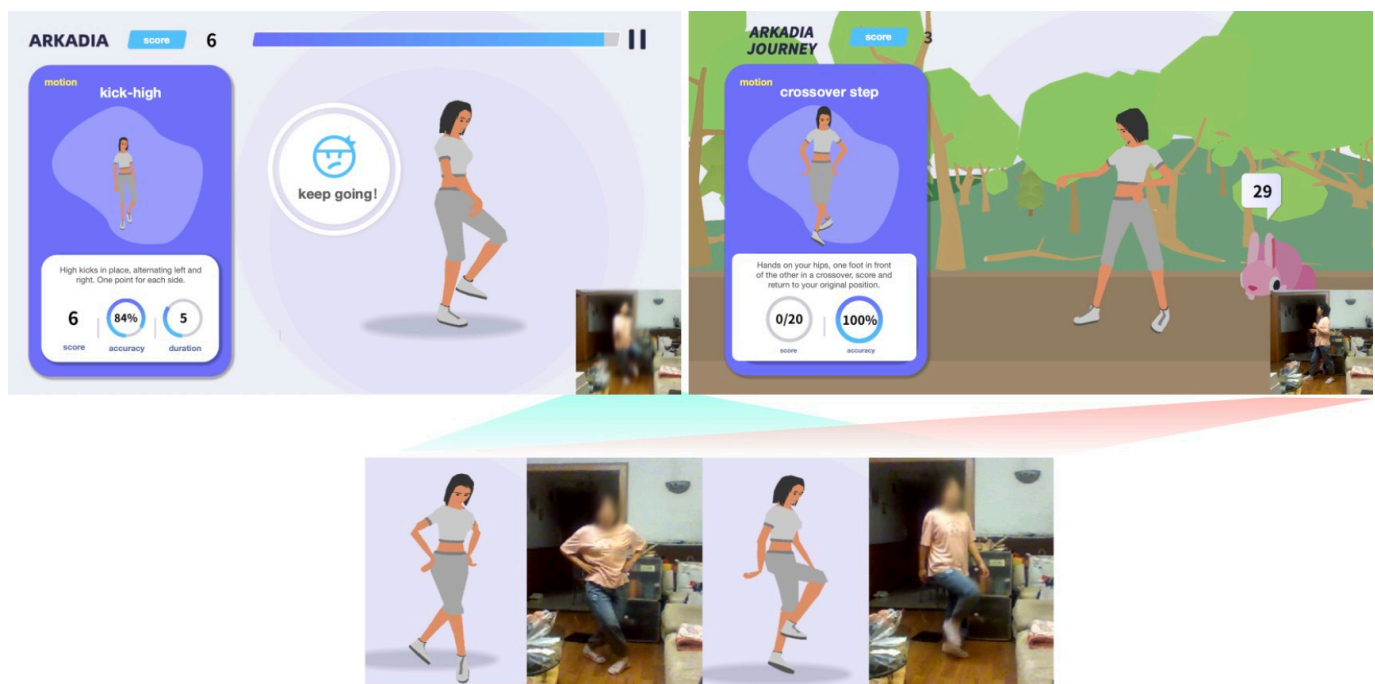 ARKADIA
score
6
motion
kick-high
keep going!
High kicks in place, alternating left and
right. One point for each side.
6
84%
5
score
accuracy
duration
ARKADIA
JOURNEY
score
3
motion
crossover step
29
Hands on your hips, one foot in front
of the other in a crossover, score and
return to your original position.
0/20
100%
score
accuracy